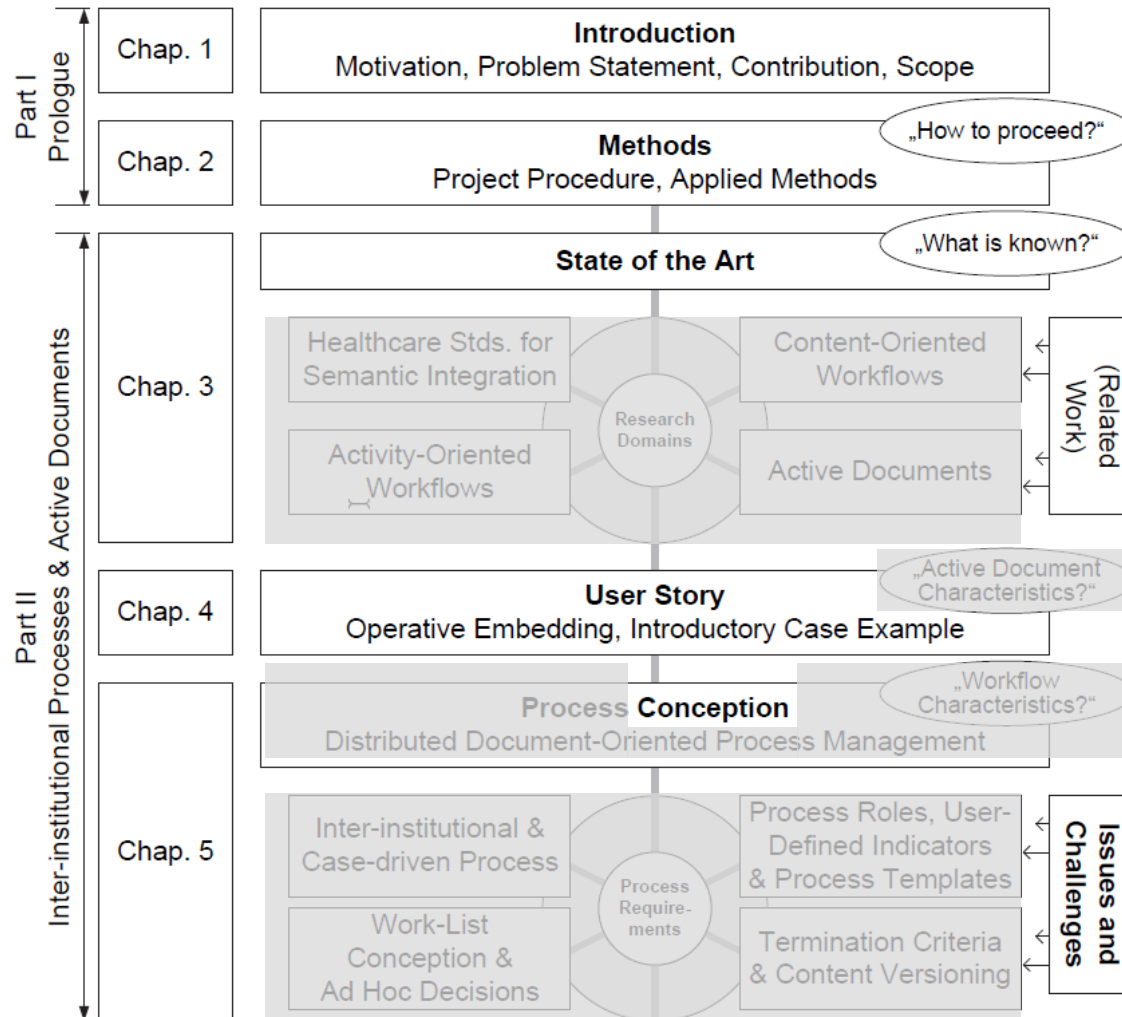 Part I
Prologue
Chap. 1
Introduction
Motivation, Problem Statement, Contribution, Scope
Chap. 2
Methods
Project Procedure, Applied Methods
„How to proceed?“
Part II
Inter-institutional Processes & Active Documents
Chap. 3
State of the Art
„What is known?“
Healthcare Stds. for
Semantic Integration
Content-Oriented
Workflows
Research
Domains
Activity-Oriented
Workflows
Active Documents
(Related
Work)
Chap. 4
User Story
Operative Embedding, Introductory Case Example
„Active Document
Characteristics?“
Chap. 5
Process Conception
Distributed Document-Oriented Process Management
„Workflow
Characteristics?“
Inter-institutional &
Case-driven Process
Process Roles, User-
Defined Indicators
& Process Templates
Process
Require-
ments
Work-List
Conception &
Ad Hoc Decisions
Termination Criteria
& Content Versioning
Issues and
Challenges